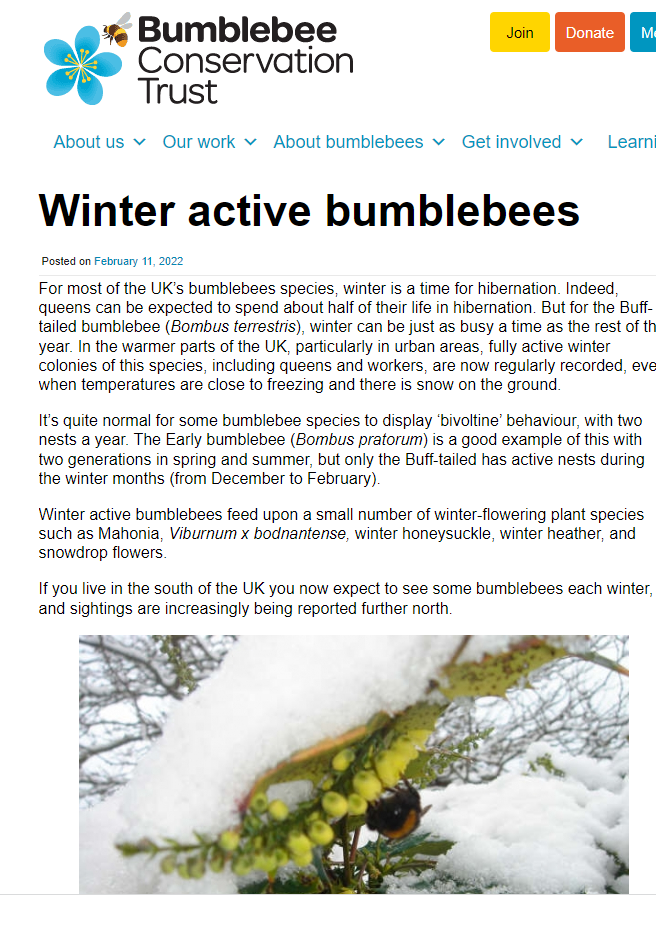 Bumblebee
Conservation
Trust
Join
Donate
About us
Our work
About bumblebees
Get involved
Winter active bumblebees
Posted on February 11, 2022
For most of the UK’s bumblebees species, winter is a time for hibernation. Indeed,
queens can be expected to spend about half of their life in hibernation. But for the Buff-
tailed bumblebee (Bombus terrestris), winter can be just as busy a time as the rest of
year. In the warmer parts of the UK, particularly in urban areas, fully active winter
colonies of this species, including queens and workers, are now regularly recorded,
when temperatures are close to freezing and there is snow on the ground.
It’s quite normal for some bumblebee species to display ‘bivoltine’ behaviour, with two
nests a year. The Early bumblebee (Bombus pratorum) is a good example of this with
two generations in spring and summer, but only the Buff-tailed has active nests during
the winter months (from December to February).
Winter active bumblebees feed upon a small number of winter-flowering plant species
such as Mahonia, Viburnum x bodnantense, winter honeysuckle, winter heather, and
snowdrop flowers.
If you live in the south of the UK you now expect to see some bumblebees each winter,
and sightings are increasingly being reported further north.